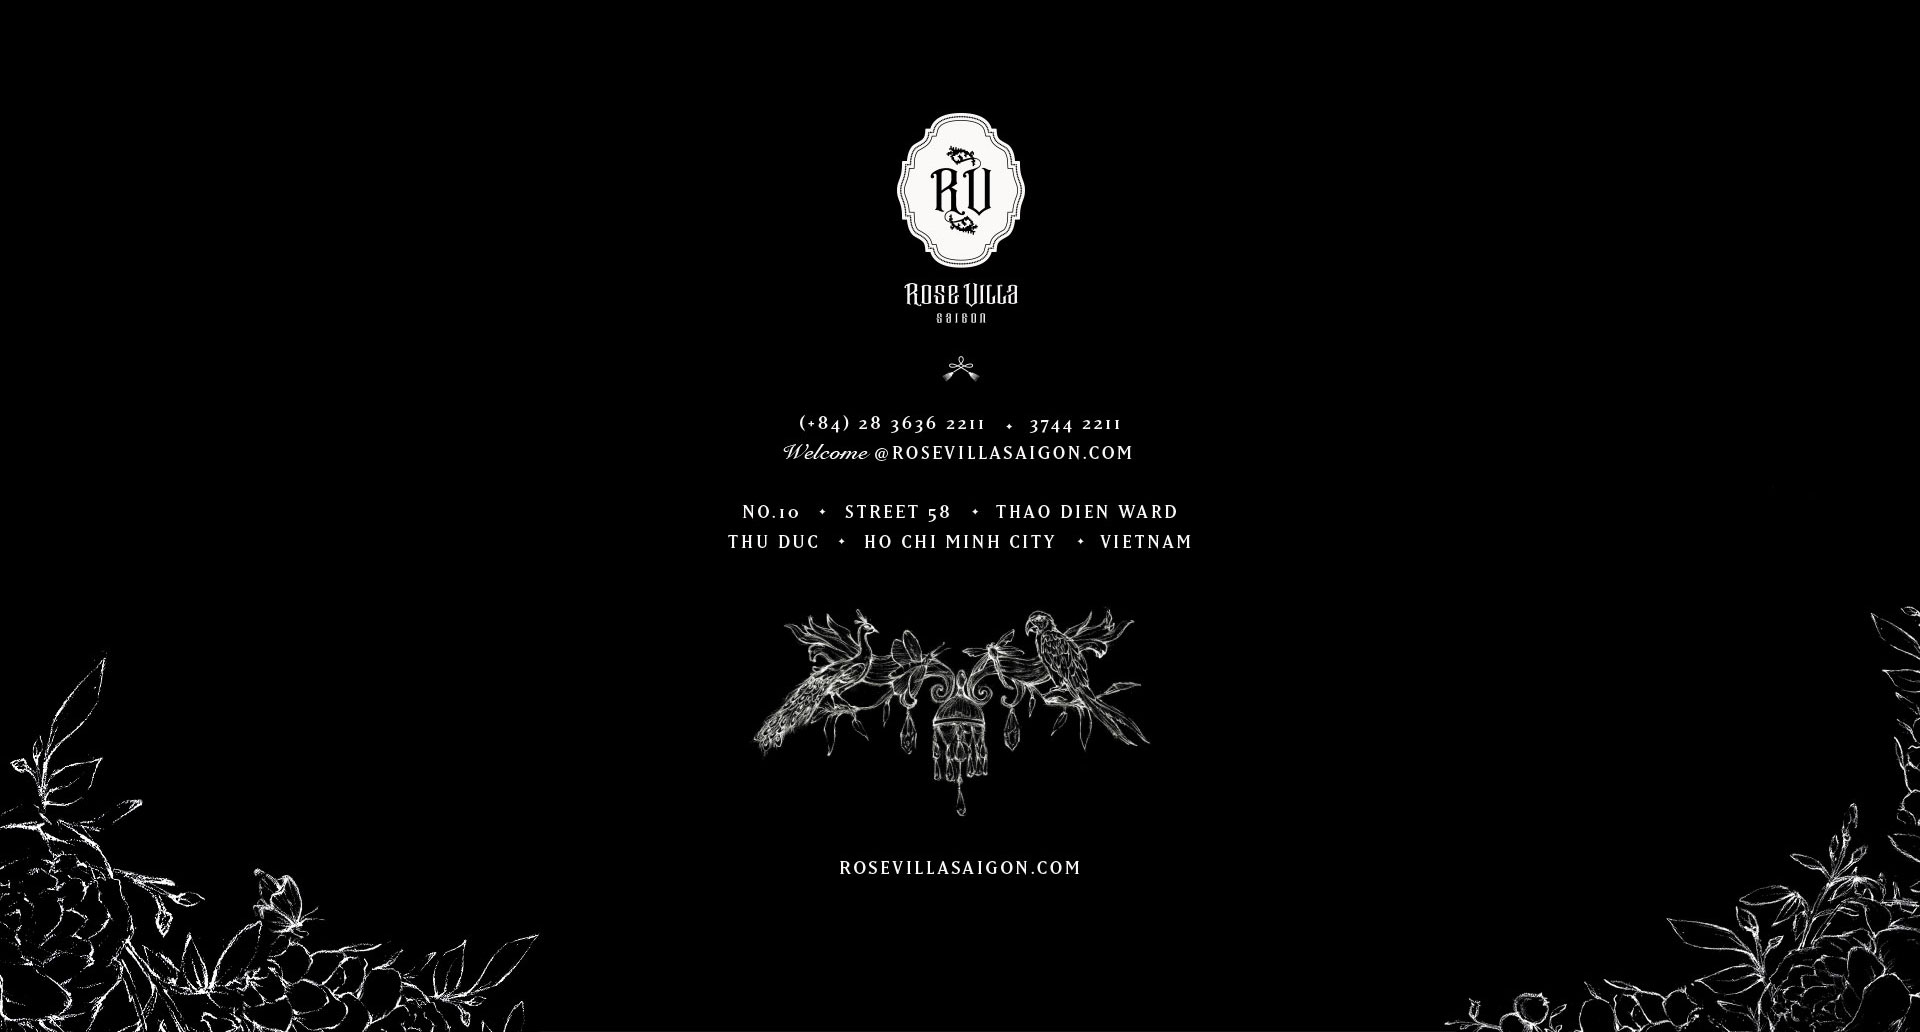 RV
Rose Villa
SAIGON
(+84) 28 3636 2211 ✦ 3744 2211
Welcome @ROSEVILLASAIGON.COM
NO.10 ✦ STREET 58 ✦ THAO DIEN WARD
THU DUC ✦ HO CHI MINH CITY ✦ VIETNAM
ROSEVILLASAIGON.COM